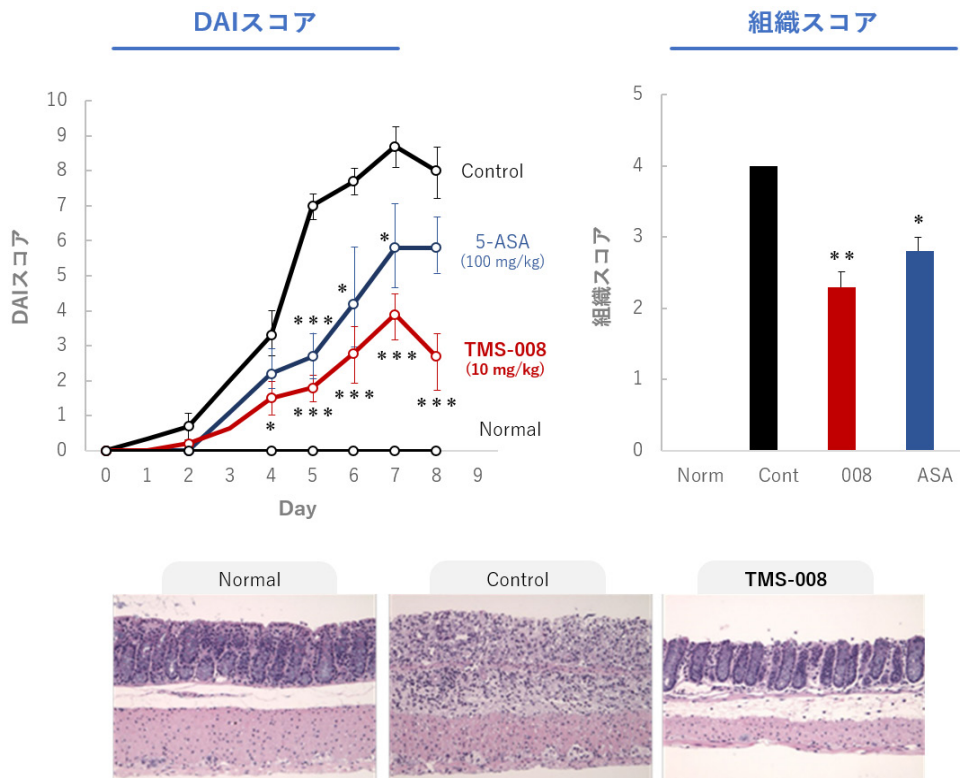 DAIスコア
組織スコア
DAIスコア
10
9
8
7
6
5
4
3
2
1
0
0
1
2
3
4
5
6
7
8
9
Day
Control
5-ASA
(100 mg/kg)
TMS-008
(10 mg/kg)
Normal
*
***
*
*
***
***
***
***
組織スコア
5
4
3
2
1
0
**
*
Norm
Cont
008
ASA
Normal
Control
TMS-008